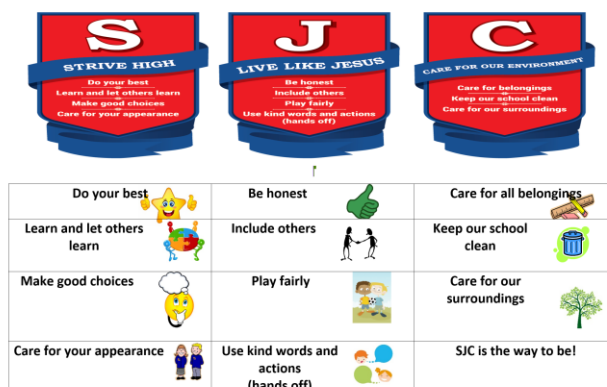 S
STRIVE HIGH
Do your best
Learn and let others learn
Make good choices
Care for your appearance
J
LIVE LIKE JESUS
Be honest
Include others
Play fairly
Use kind words and actions
(hands off)
C
CARE FOR OUR ENVIRONMENT
Care for belongings
Keep our school clean
Care for our surroundings
Do your best
Be honest
Care for all belongings
Learn and let others
learn
Include others
Keep our school
clean
Make good choices
Play fairly
Care for our
surroundings
Care for your appearance
Use kind words and
actions
(hands off)
SJC is the way to be!